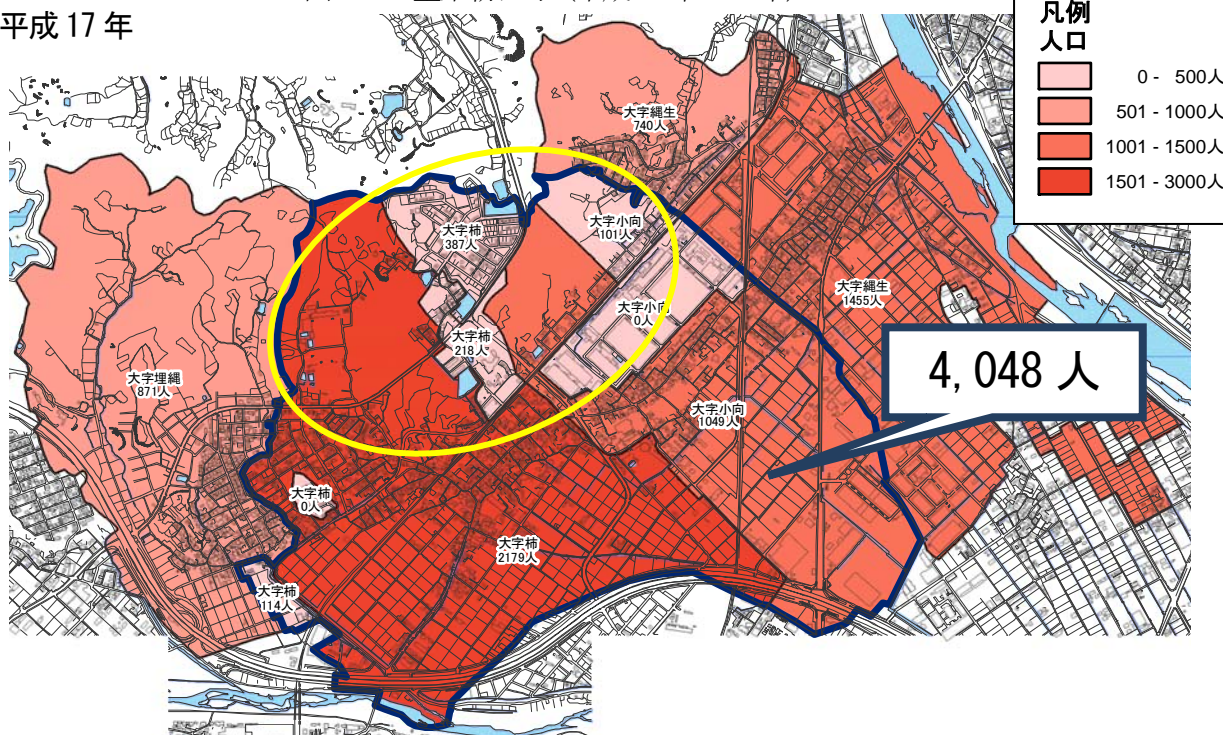 平成 17 年
凡例
人口
0 - 500人
501 - 1000人
1001 - 1500人
1501 - 3000人
大字縄生
740人
大字柿
387人
大字小向
101人
大字縄生
1455人
大字小向
0人
大字柿
218人
大字埋縄
871人
4,048 人
大字小向
1049人
大字柿
0人
大字柿
2179人
大字柿
114人